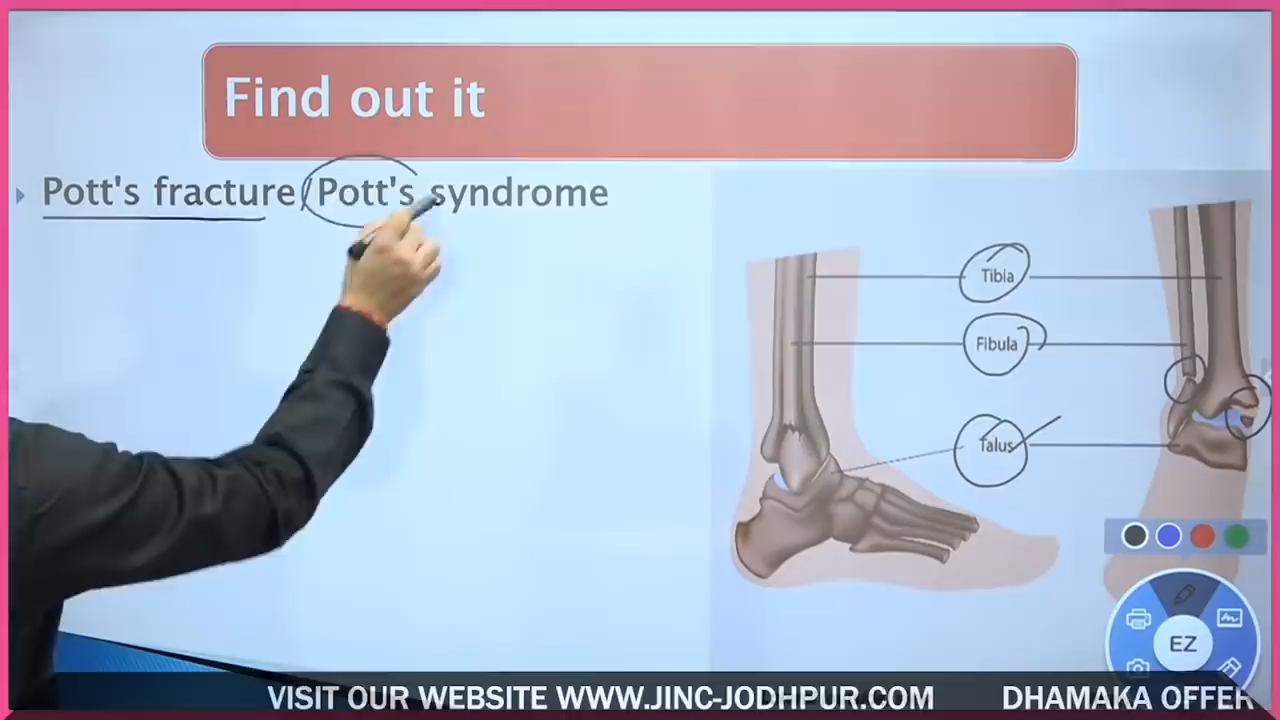 Find out it
Pott's fracture/Pott's syndrome
Tibia
Fibula
Talus
EZ
VISIT OUR WEBSITE WWW.JINC-JODHPUR.COM DHAMAKA OFFER